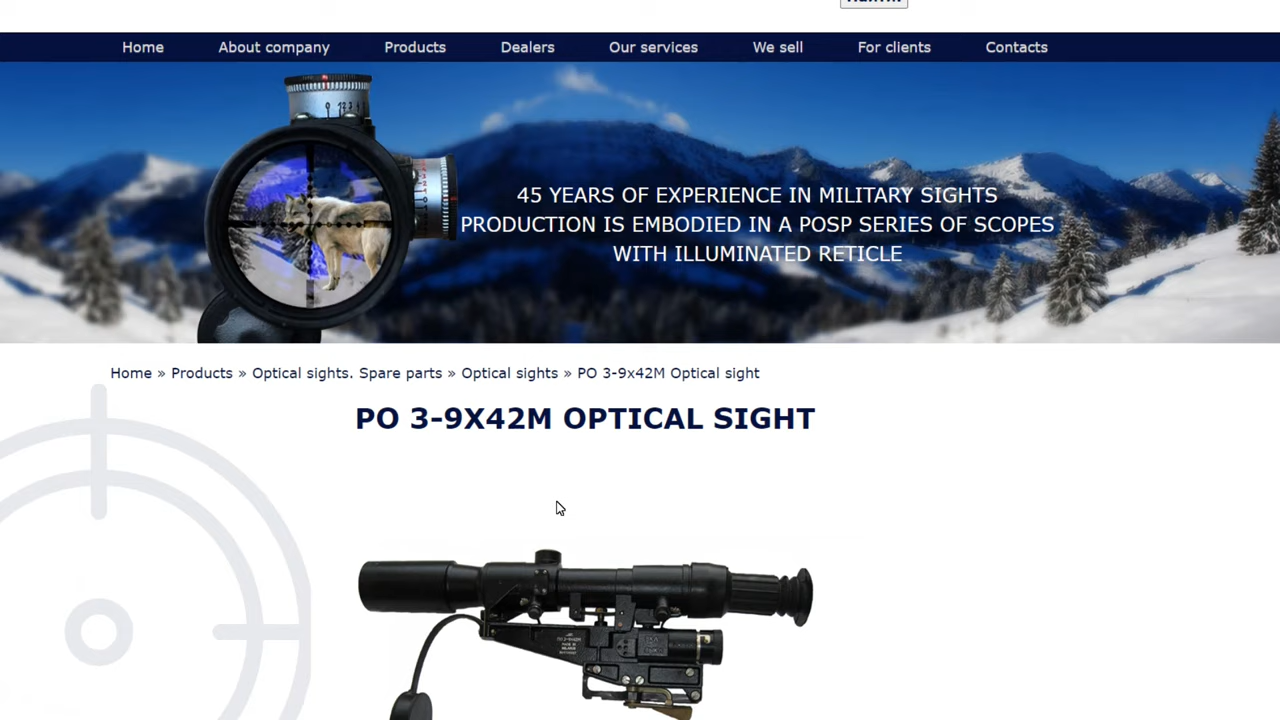 Home About company Products Dealers Our services We sell For clients Contacts
45 YEARS OF EXPERIENCE IN MILITARY SIGHTS
PRODUCTION IS EMBODIED IN A POSP SERIES OF SCOPES
WITH ILLUMINATED RETICLE
Home » Products » Optical sights. Spare parts » Optical sights » PO 3-9x42M Optical sight
PO 3-9X42M OPTICAL SIGHT